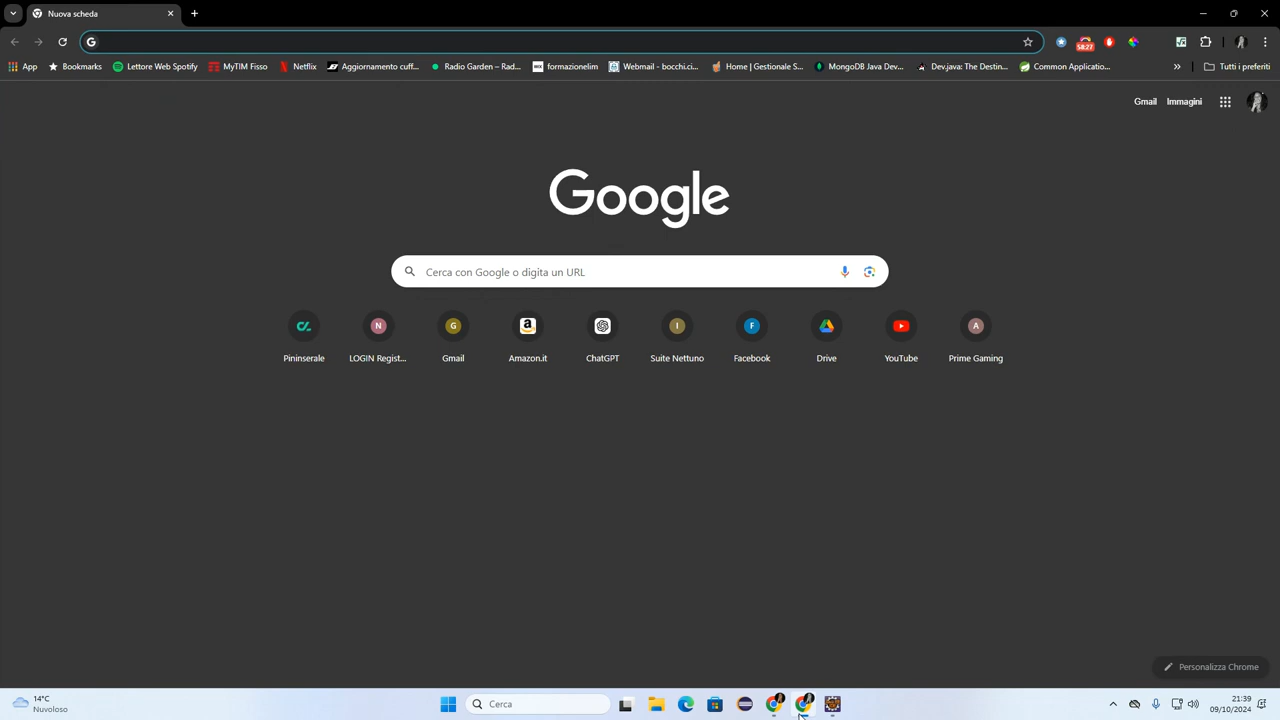 Nuova scheda
58:27
App
Bookmarks
Lettore Web Spotify
MyTIM Fisso
Netflix
Aggiornamento cuff...
Radio Garden – Rad...
formazionelim
Webmail - bocchi.ci...
Home | Gestionale S...
MongoDB Java Dev...
Dev.java: The Destin...
Common Applicatio...
»
Tutti i preferiti
Gmail
Immagini
Google
Cerca con Google o digita un URL
Pininserale
N
LOGIN Regist...
G
Gmail
Amazon.it
ChatGPT
I
Suite Nettuno
F
Facebook
Drive
YouTube
A
Prime Gaming
Personalizza Chrome
14°C
Nuvoloso
Cerca
21:39
09/10/2024